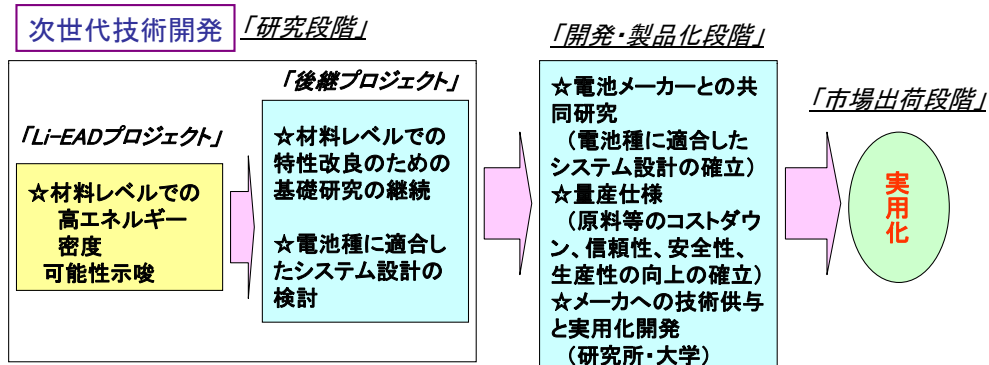 次世代技術開発
「研究段階」
「Li-EADプロジェクト」
☆材料レベルでの
高エネルギー
密度
可能性示唆
「後継プロジェクト」
☆材料レベルでの
特性改良のための
基礎研究の継続
☆電池種に適合し
たシステム設計の
検討
「開発・製品化段階」
☆電池メーカーとの共
同研究
（電池種に適合した
システム設計の確立）
☆量産仕様
（原料等のコストダウ
ン、信頼性、安全性、
生産性の向上の確立）
☆メーカへの技術供与
と実用化開発
（研究所・大学）
「市場出荷段階」
実
用
化